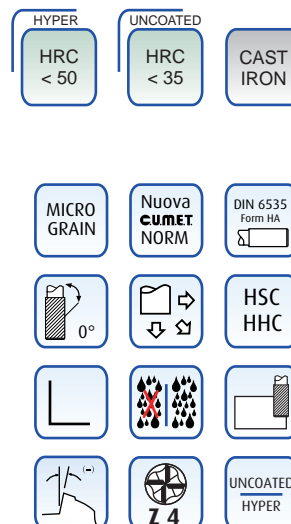 HYPER
UNCOATED
HRC
< 50
HRC
< 35
CAST
IRON
MICRO
GRAIN
Nuova
C.U.M.E.T.
NORM
DIN 6535
Form HA
0°
HSC
HHC
(-)
Z 4
UNCOATED
HYPER